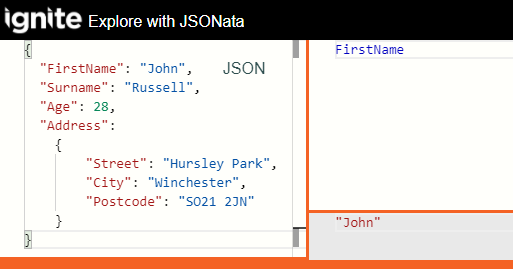 ignite Explore with JSONata
{
"FirstName": "John", JSON
"Surname": "Russell",
"Age": 28,
"Address":
{
"Street": "Hursley Park",
"City": "Winchester",
"Postcode": "SO21 2JN"
}
}
FirstName
"John"